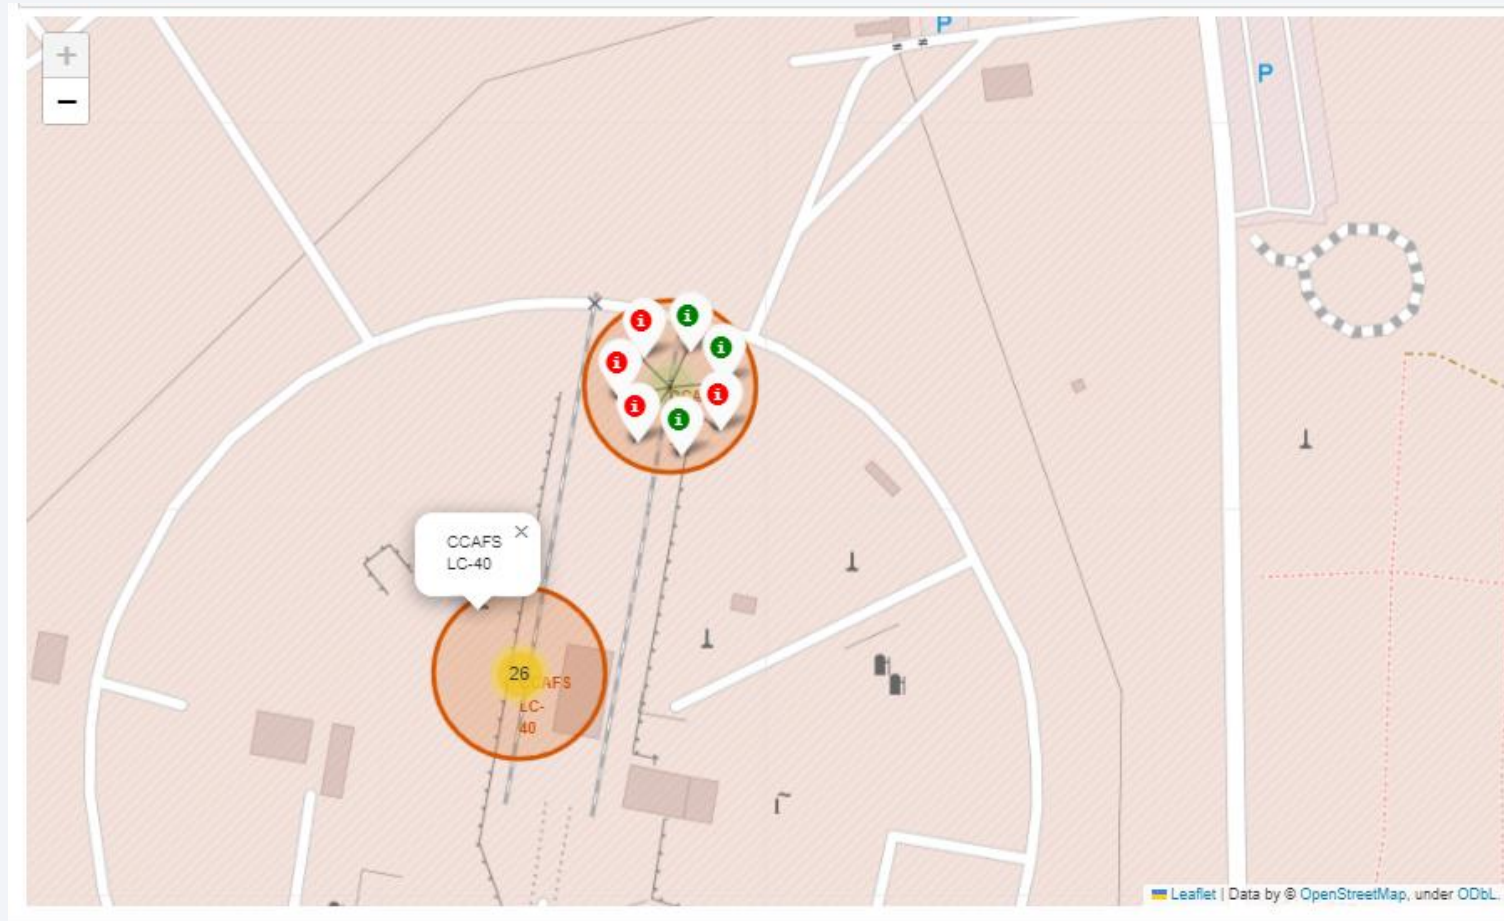 +
−
P
P
i
i
i
i
i
i
i
CCAFS
LC-40
26
CCAFS
LC-
40
Leaflet | Data by © OpenStreetMap, under ODbL.